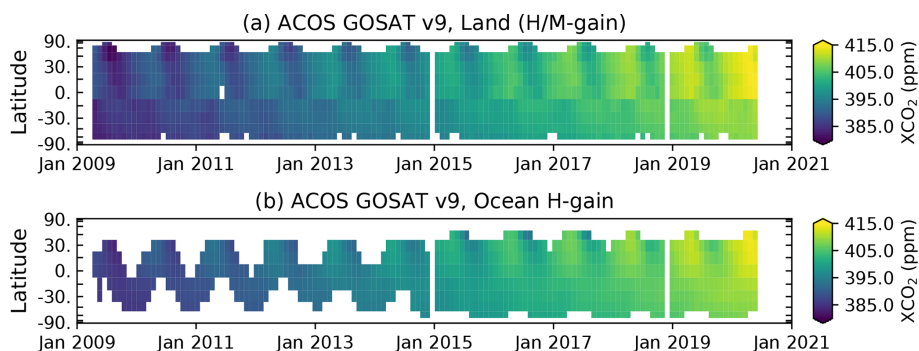 (a) ACOS GOSAT v9, Land (H/M-gain)
90.
30.
0.
-30.
-90.
Latitude
Jan 2009 Jan 2011 Jan 2013 Jan 2015 Jan 2017 Jan 2019 Jan 2021
415.0
405.0
395.0
385.0
XCO₂ (ppm)
(b) ACOS GOSAT v9, Ocean H-gain
90.
30.
0.
-30.
-90.
Latitude
Jan 2009 Jan 2011 Jan 2013 Jan 2015 Jan 2017 Jan 2019 Jan 2021
415.0
405.0
395.0
385.0
XCO₂ (ppm)